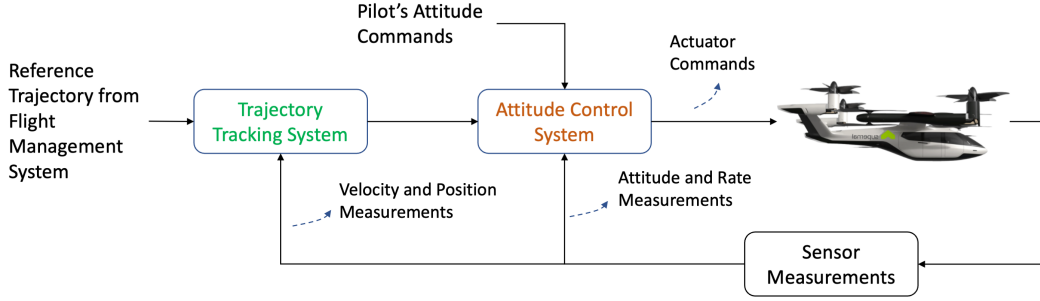 Pilot's Attitude
Commands
Actuator
Commands
Reference
Trajectory from
Flight
Management
System
Trajectory
Tracking System
Attitude Control
System
supernal
Velocity and Position
Measurements
Attitude and Rate
Measurements
Sensor
Measurements